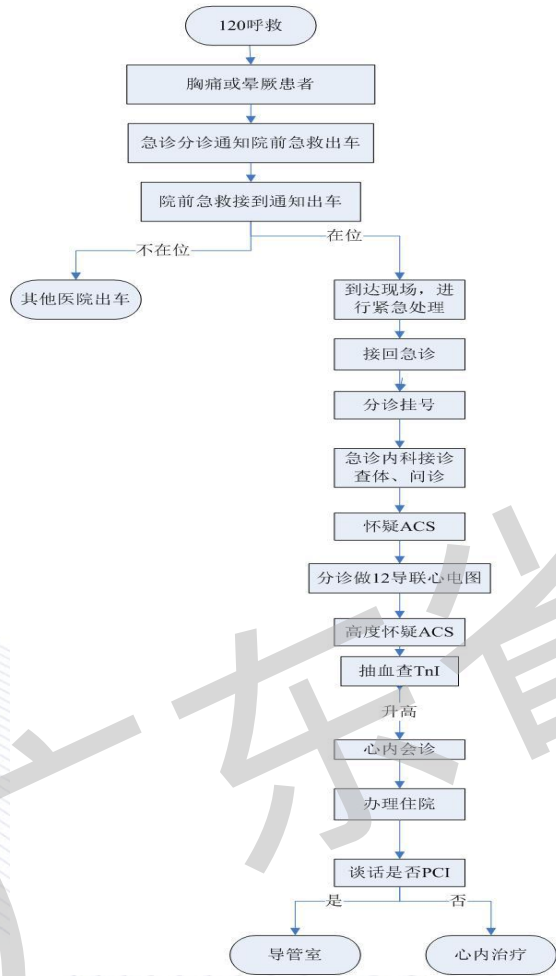 120呼救
胸痛或晕厥患者
急诊分诊通知院前急救出车
院前急救接到通知出车
不在位
在位
其他医院出车
到达现场，进
行紧急处理
接回急诊
分诊挂号
急诊内科接诊
查体、问诊
怀疑ACS
分诊做12导联心电图
高度怀疑ACS
抽血查TnI
升高
心内会诊
办理住院
谈话是否PCI
是
否
导管室
心内治疗
广东省